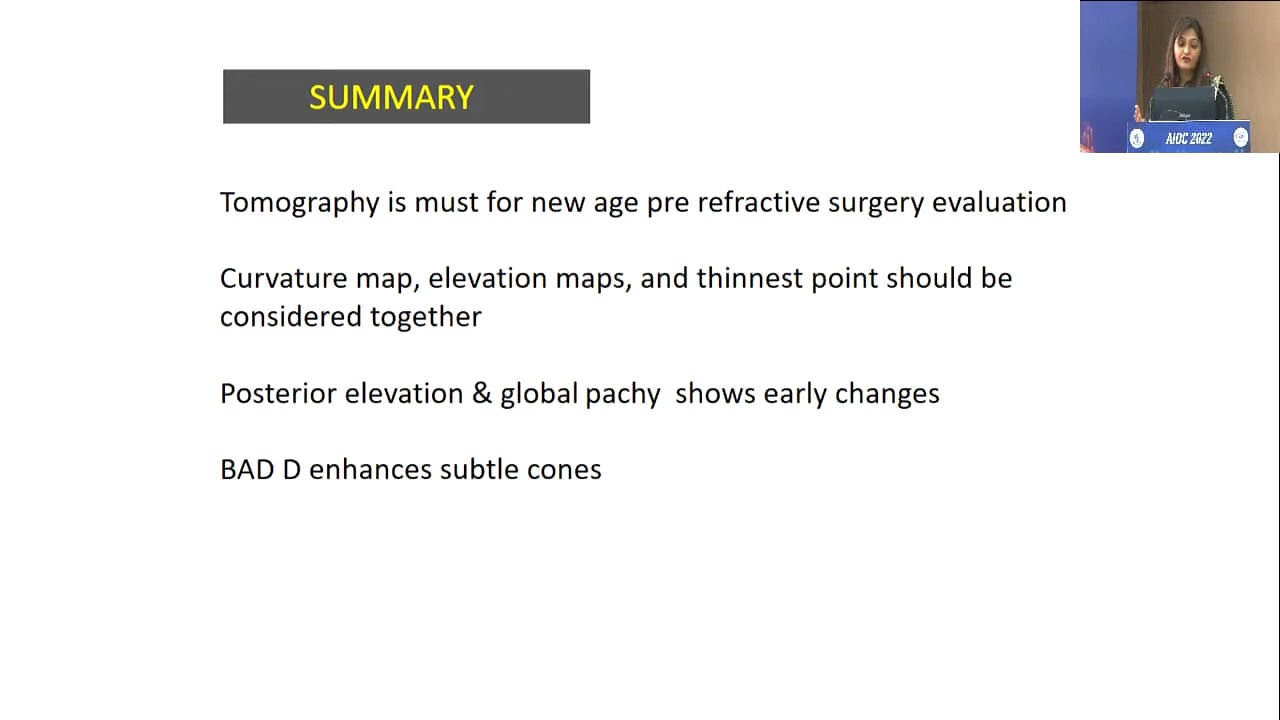 SUMMARY
AIOC 2022
Tomography is must for new age pre refractive surgery evaluation
Curvature map, elevation maps, and thinnest point should be
considered together
Posterior elevation & global pachy shows early changes
BAD D enhances subtle cones